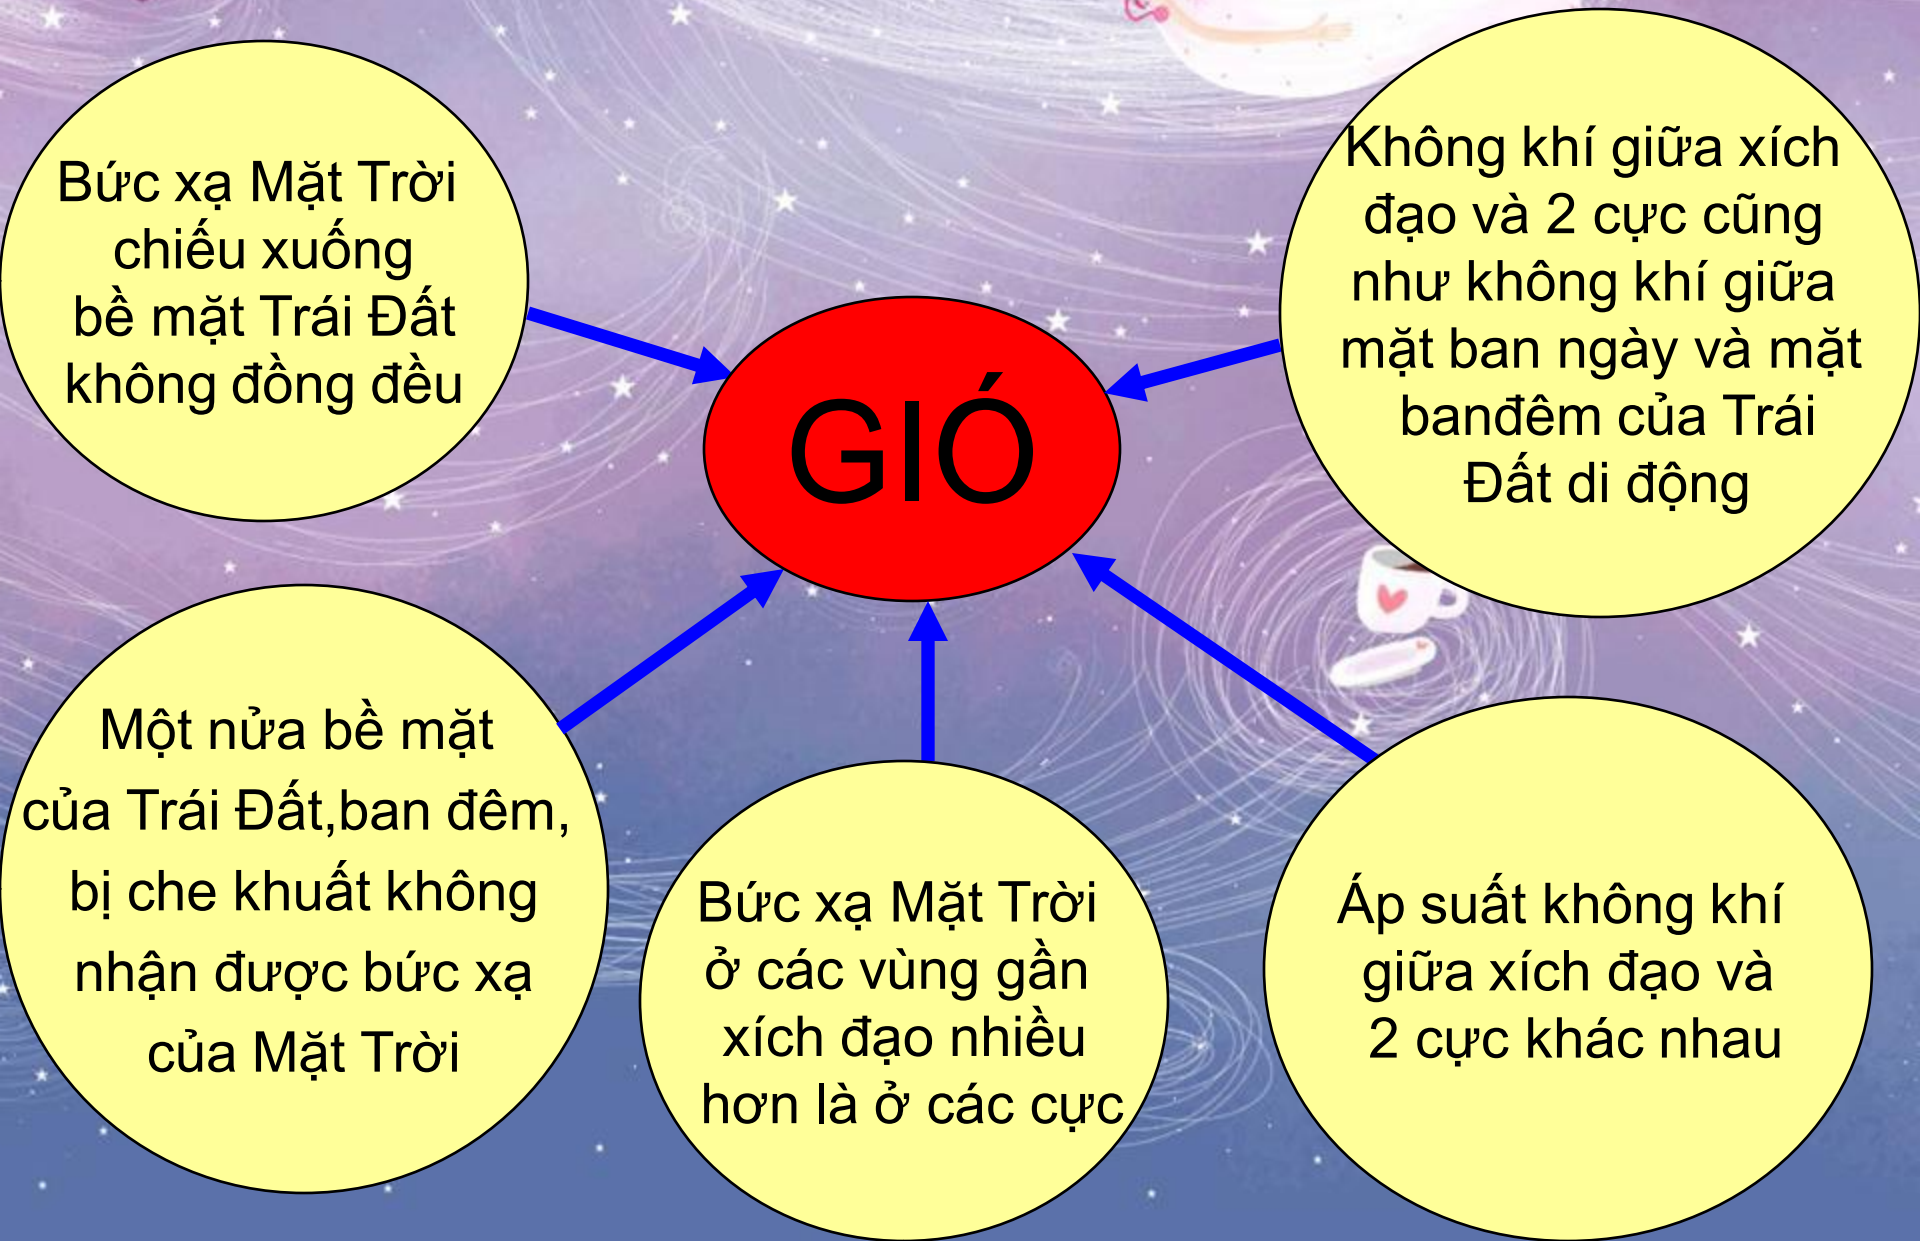 Bức xạ Mặt Trời
chiếu xuống
bề mặt Trái Đất
không đồng đều
Không khí giữa xích
đạo và 2 cực cũng
như không khí giữa
mặt ban ngày và mặt
banđêm của Trái
Đất di động
GIÓ
Một nửa bề mặt
của Trái Đất,ban đêm,
bị che khuất không
nhận được bức xạ
của Mặt Trời
Bức xạ Mặt Trời
ở các vùng gần
xích đạo nhiều
hơn là ở các cực
Áp suất không khí
giữa xích đạo và
2 cực khác nhau